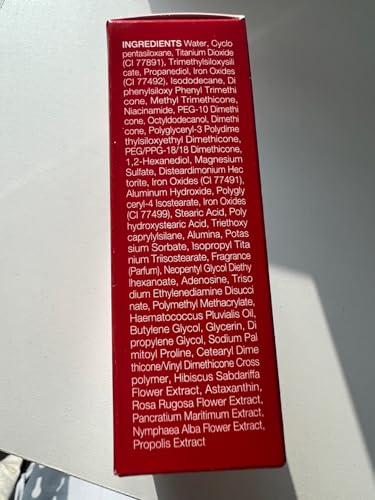 INGREDIENTS Water, Cyclo
pentasiloxane, Titanium Dioxide
(CI 77891), Trimethylsiloxysili
cate, Propanediol, Iron Oxides
(CI 77492), Isododecane, Di
phenylsiloxy Phenyl Trimethi
cone, Methyl Trimethicone,
Niacinamide, PEG-10 Dimethi
cone, Octyldodecanol, Dimethi
cone, Polyglyceryl-3 Polydime
thylsiloxyethyl Dimethicone,
PEG/PPG-18/18 Dimethicone,
1,2-Hexanediol, Magnesium
Sulfate, Disteardimonium Hec
torite, Iron Oxides (CI 77491),
Aluminum Hydroxide, Polygly
ceryl-4 Isostearate, Iron Oxides
(CI 77499), Stearic Acid, Poly
hydroxystearic Acid, Triethoxy
caprylylsilane, Alumina, Potas
sium Sorbate, Isopropyl Tita
nium Triisostearate, Fragrance
(Parfum), Neopentyl Glycol Diethy
lhexanoate, Adenosine, Triso
dium Ethylenediamine Disucci
nate, Polymethyl Methacrylate,
Haematococcus Pluvialis Oil,
Butylene Glycol, Glycerin, Di
propylene Glycol, Sodium Pal
mitoyl Proline, Cetearyl Dime
thicone/Vinyl Dimethicone Cross
polymer, Hibiscus Sabdariffa
Flower Extract, Astaxanthin,
Rosa Rugosa Flower Extract,
Pancratium Maritimum Extract,
Nymphaea Alba Flower Extract,
Propolis Extract